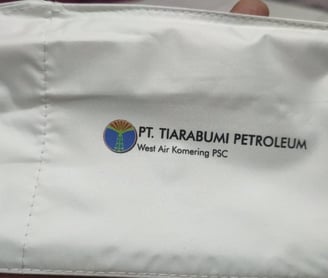 PT. TIARABUMI PETROLEUM
West Air Komering PSC